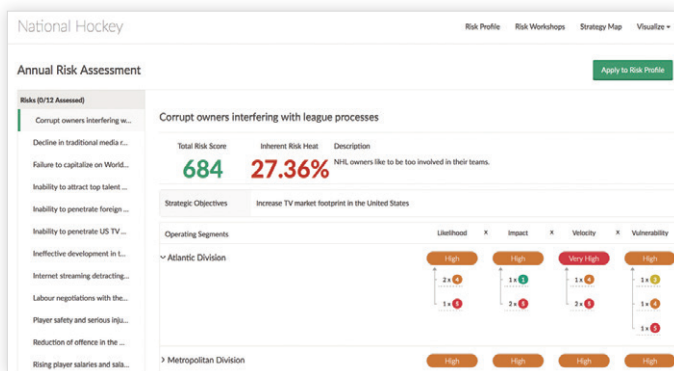 National Hockey
Risk Profile Risk Workshops Strategy Map Visualize
Annual Risk Assessment
Apply to Risk Profile
Risks (0/12 Assessed)
Corrupt owners interfering w...
Decline in traditional media r...
Failure to capitalize on World...
Inability to attract top talent ...
Inability to penetrate foreign ...
Inability to penetrate US TV ...
Ineffective development in t...
Internet streaming detracting...
Labour negotiations with the...
Player safety and serious inju...
Reduction of offence in the ...
Rising player salaries and sala...
Corrupt owners interfering with league processes
Total Risk Score Inherent Risk Heat Description
684 27.36% NHL owners like to be too involved in their teams.
Strategic Objectives Increase TV market footprint in the United States
Operating Segments Likelihood X Impact X Velocity X Vulnerability
Atlantic Division High High Very High High
2 x 4 1 x 1 1 x 4 1 x 3
1 x 5 2 x 5 2 x 5 1 x 4
1 x 5
Metropolitan Division High High High High